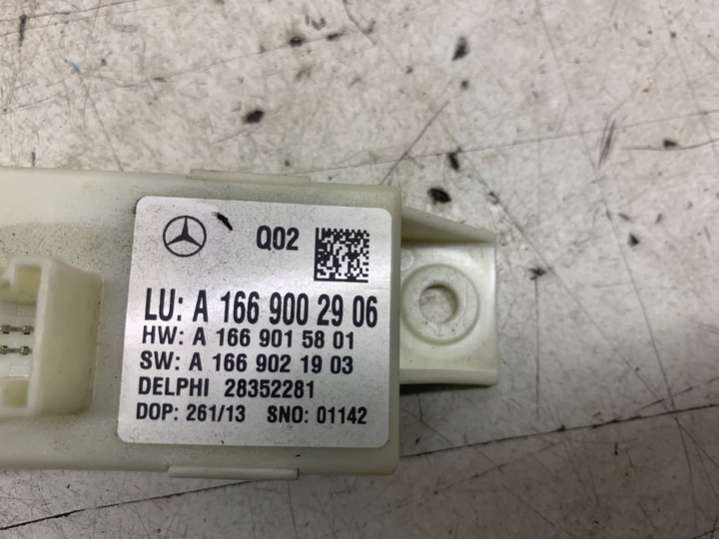 Q02
LU: A 166 900 29 06
HW: A 166 901 58 01
SW: A 166 902 19 03
DELPHI 28352281
DOP: 261/13 SNO: 01142